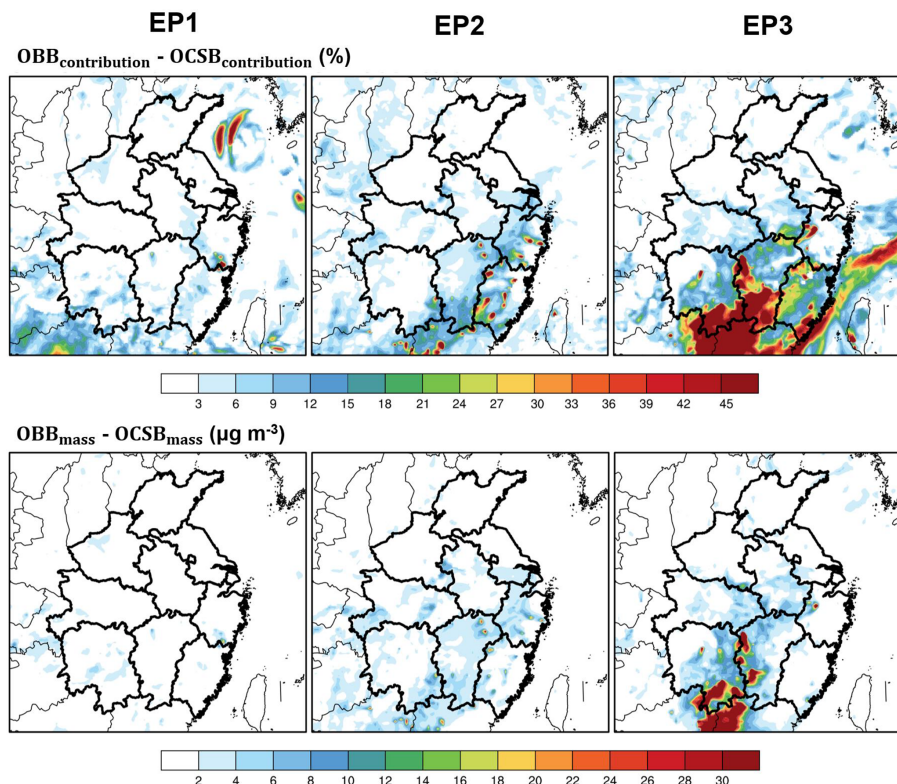 EP1 EP2 EP3
OBBcontribution - OCSBcontribution (%)
3 6 9 12 15 18 21 24 27 30 33 36 39 42 45
OBBmass - OCSBmass (µg m-3)
2 4 6 8 10 12 14 16 18 20 22 24 26 28 30